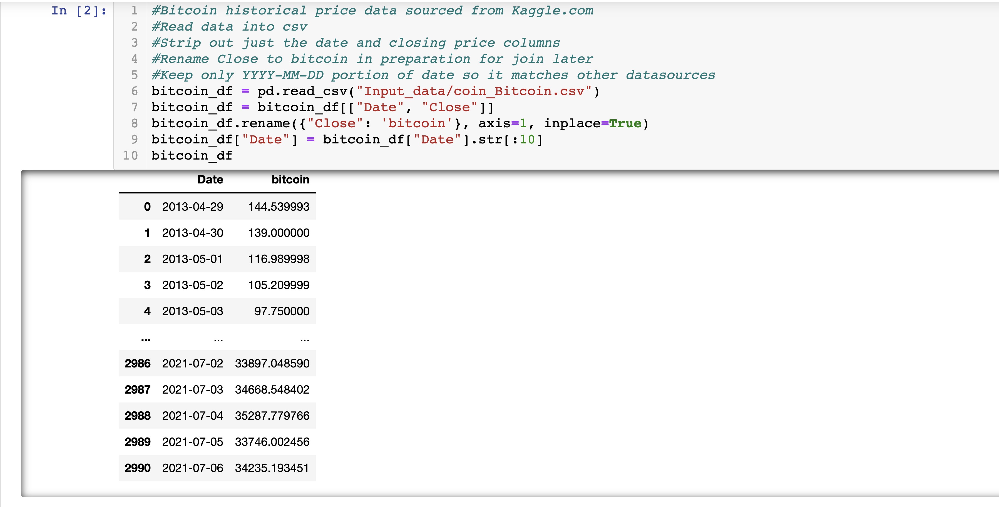 In [2]:
1 #Bitcoin historical price data sourced from Kaggle.com
2 #Read data into csv
3 #Strip out just the date and closing price columns
4 #Rename Close to bitcoin in preparation for join later
5 #Keep only YYYY-MM-DD portion of date so it matches other datasources
6 bitcoin_df = pd.read_csv("Input_data/coin_Bitcoin.csv")
7 bitcoin_df = bitcoin_df[["Date", "Close"]]
8 bitcoin_df.rename({"Close": 'bitcoin'}, axis=1, inplace=True)
9 bitcoin_df["Date"] = bitcoin_df["Date"].str[:10]
10 bitcoin_df
Date bitcoin
0 2013-04-29 144.539993
1 2013-04-30 139.000000
2 2013-05-01 116.989998
3 2013-05-02 105.209999
4 2013-05-03 97.750000
... ... ...
2986 2021-07-02 33897.048590
2987 2021-07-03 34668.548402
2988 2021-07-04 35287.779766
2989 2021-07-05 33746.002456
2990 2021-07-06 34235.193451